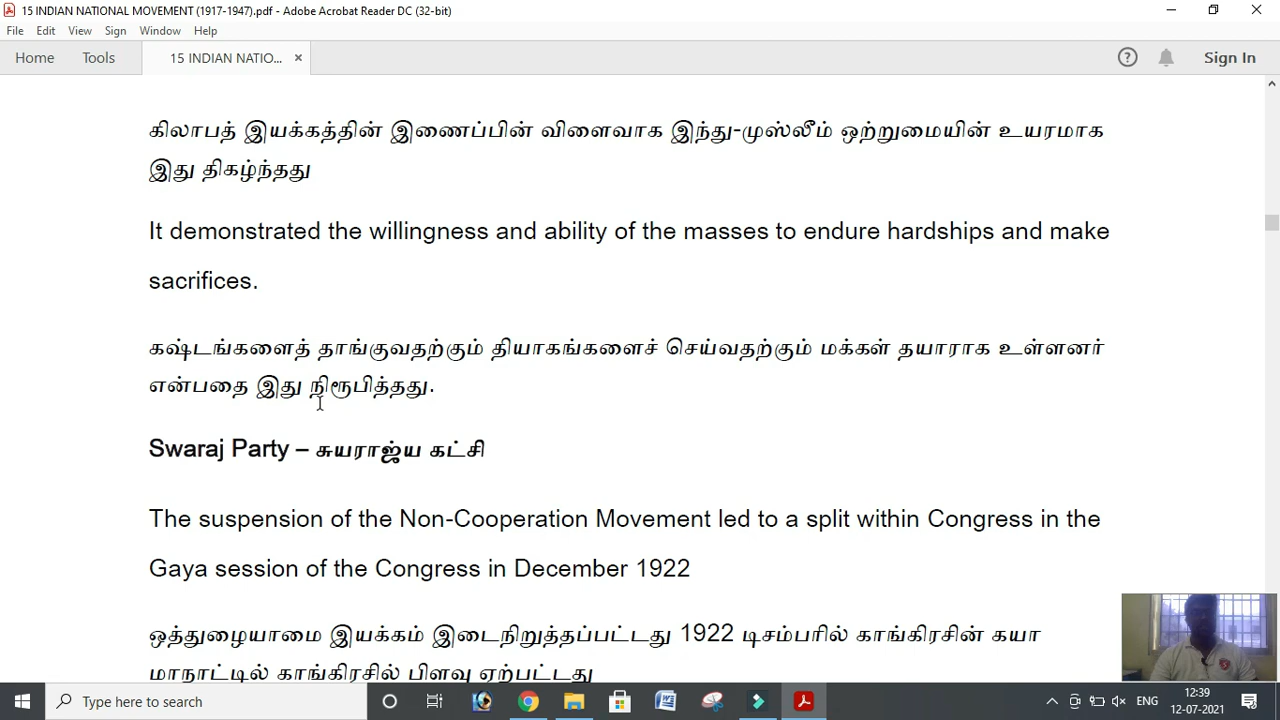 15 INDIAN NATIONAL MOVEMENT (1917-1947).pdf - Adobe Acrobat Reader DC (32-bit)
File Edit View Sign Window Help
Home Tools 15 INDIAN NATIO... × Sign In
கிலாபத் இயக்கத்தின் இணைப்பின் விளைவாக இந்து-முஸ்லீம் ஒற்றுமையின் உயரமாக
இது திகழ்ந்தது
It demonstrated the willingness and ability of the masses to endure hardships and make
sacrifices.
கஷ்டங்களைத் தாங்குவதற்கும் தியாகங்களைச் செய்வதற்கும் மக்கள் தயாராக உள்ளனர்
என்பதை இது நிரூபித்தது.
Swaraj Party – சுயராஜ்ய கட்சி
The suspension of the Non-Cooperation Movement led to a split within Congress in the
Gaya session of the Congress in December 1922
ஒத்துழையாமை இயக்கம் இடைநிறுத்தப்பட்டது 1922 டிசம்பரில் காங்கிரசின் கயா
மாநாட்டில் காங்கிரசில் பிளவு ஏற்பட்டது
Type here to search
ENG
12:39
12-07-2021